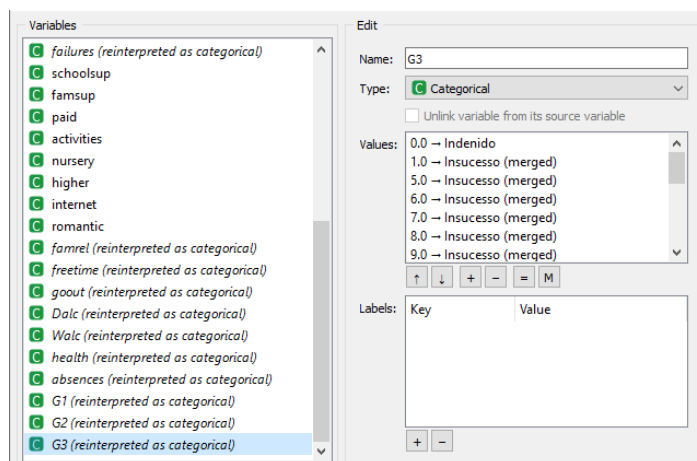 Variables
C failures (reinterpreted as categorical)
C schoolsup
C famsup
C paid
C activities
C nursery
C higher
C internet
C romantic
C famrel (reinterpreted as categorical)
C freetime (reinterpreted as categorical)
C goout (reinterpreted as categorical)
C Dalc (reinterpreted as categorical)
C Walc (reinterpreted as categorical)
C health (reinterpreted as categorical)
C absences (reinterpreted as categorical)
C G1 (reinterpreted as categorical)
C G2 (reinterpreted as categorical)
C G3 (reinterpreted as categorical)
Edit
Name: G3
Type: C Categorical
Unlink variable from its source variable
Values: 0.0 → Indenido
1.0 → Insucesso (merged)
5.0 → Insucesso (merged)
6.0 → Insucesso (merged)
7.0 → Insucesso (merged)
8.0 → Insucesso (merged)
9.0 → Insucesso (merged)
↑ ↓ + − = M
Labels: Key Value
+ −